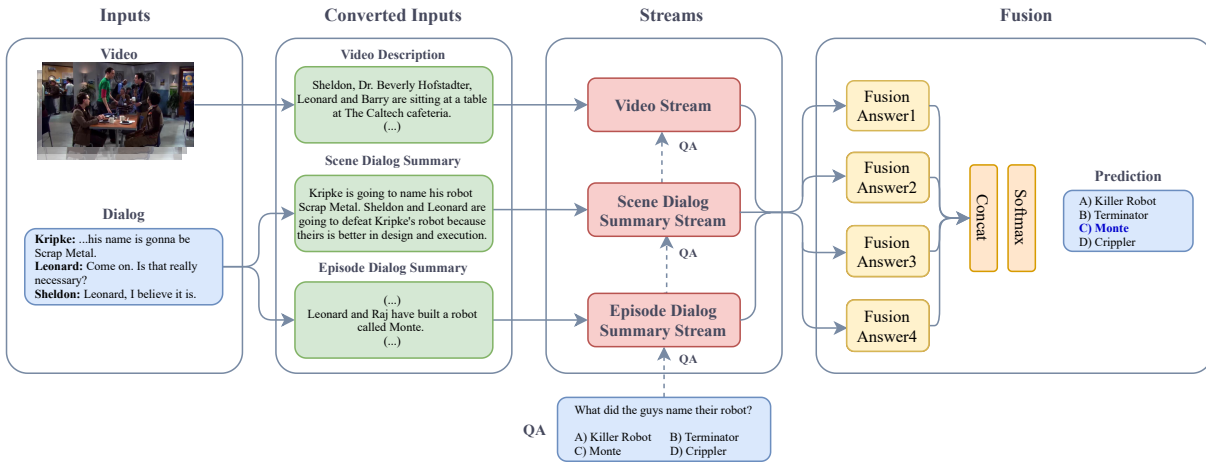 Inputs
Converted Inputs
Streams
Fusion
Video
Dialog
Kripke: ...his name is gonna be
Scrap Metal.
Leonard: Come on. Is that really
necessary?
Sheldon: Leonard, I believe it is.
Video Description
Sheldon, Dr. Beverly Hofstadter,
Leonard and Barry are sitting at a table
at The Caltech cafeteria.
(...)
Scene Dialog Summary
Kripke is going to name his robot
Scrap Metal. Sheldon and Leonard are
going to defeat Kripke's robot because
theirs is better in design and execution.
Episode Dialog Summary
(...)
Leonard and Raj have built a robot
called Monte.
(...)
Video Stream
QA
Scene Dialog
Summary Stream
QA
Episode Dialog
Summary Stream
QA
Fusion
Answer1
Fusion
Answer2
Fusion
Answer3
Fusion
Answer4
Concat
Softmax
Prediction
A) Killer Robot
B) Terminator
C) Monte
D) Crippler
QA
What did the guys name their robot?
A) Killer Robot B) Terminator
C) Monte D) Crippler